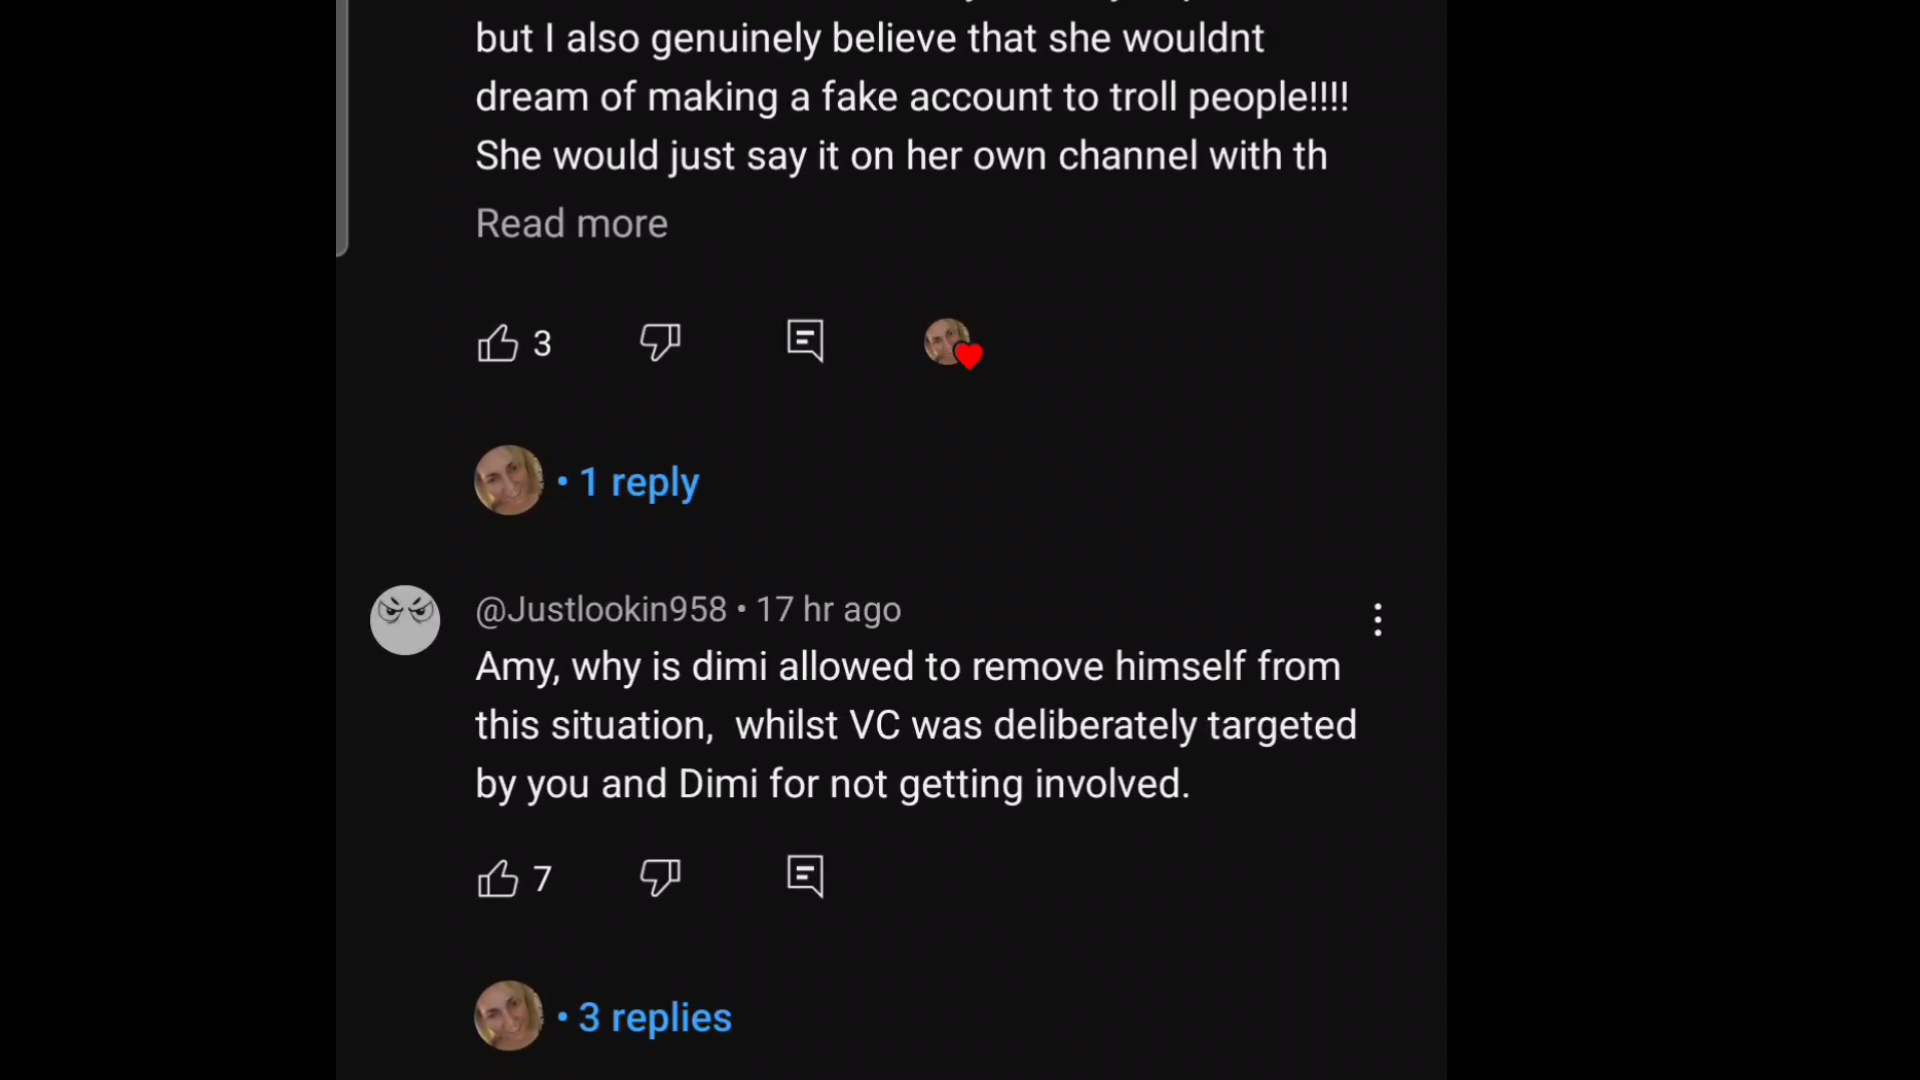 but I also genuinely believe that she wouldnt
dream of making a fake account to troll people!!!!
She would just say it on her own channel with th
Read more
3
• 1 reply
@Justlookin958 • 17 hr ago
Amy, why is dimi allowed to remove himself from
this situation,  whilst VC was deliberately targeted
by you and Dimi for not getting involved.
7
• 3 replies